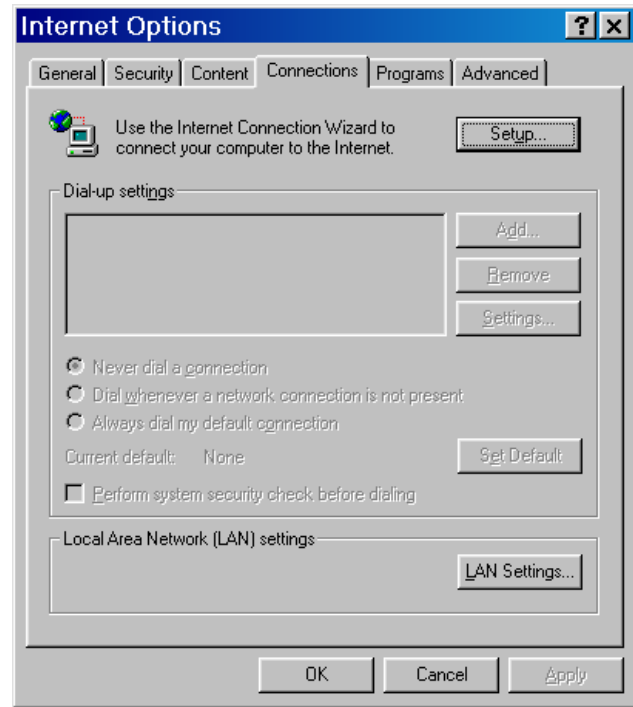 Internet Options
General Security Content Connections Programs Advanced
Use the Internet Connection Wizard to
connect your computer to the Internet.
Setup...
Dial-up settings
Add...
Remove
Settings...
Never dial a connection
Dial whenever a network connection is not present
Always dial my default connection
Current default: None
Set Default
Perform system security check before dialing
Local Area Network (LAN) settings
LAN Settings...
OK Cancel Apply